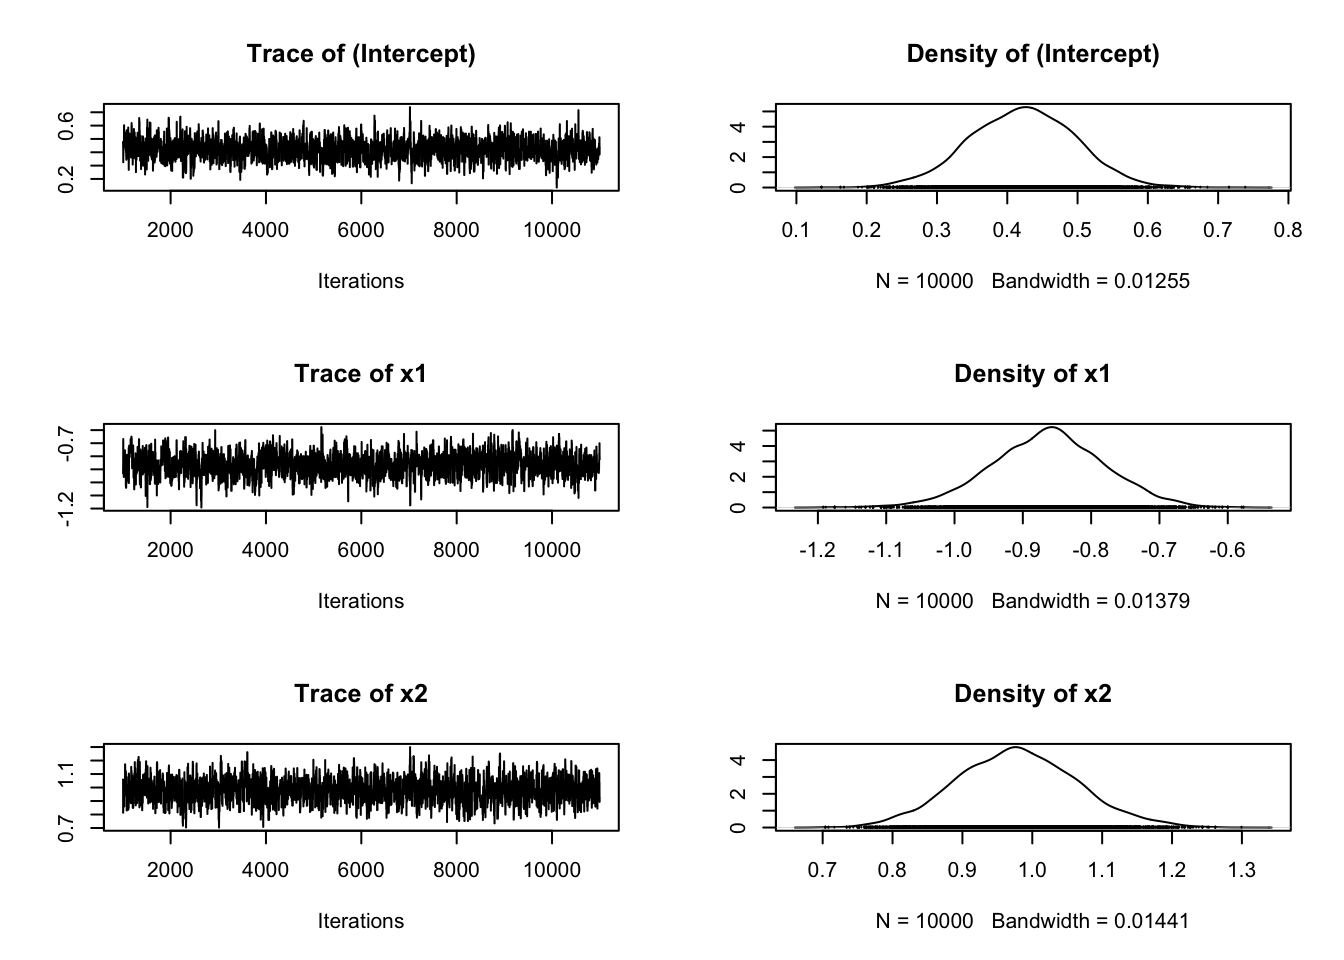 Trace of (Intercept)
0.2 0.6
2000 4000 6000 8000 10000
Iterations
Density of (Intercept)
0 2 4
0.1 0.2 0.3 0.4 0.5 0.6 0.7 0.8
N = 10000 Bandwidth = 0.01255
Trace of x1
-1.2 -0.7
2000 4000 6000 8000 10000
Iterations
Density of x1
0 2 4
-1.2 -1.1 -1.0 -0.9 -0.8 -0.7 -0.6
N = 10000 Bandwidth = 0.01379
Trace of x2
0.7 1.1
2000 4000 6000 8000 10000
Iterations
Density of x2
0 2 4
0.7 0.8 0.9 1.0 1.1 1.2 1.3
N = 10000 Bandwidth = 0.01441